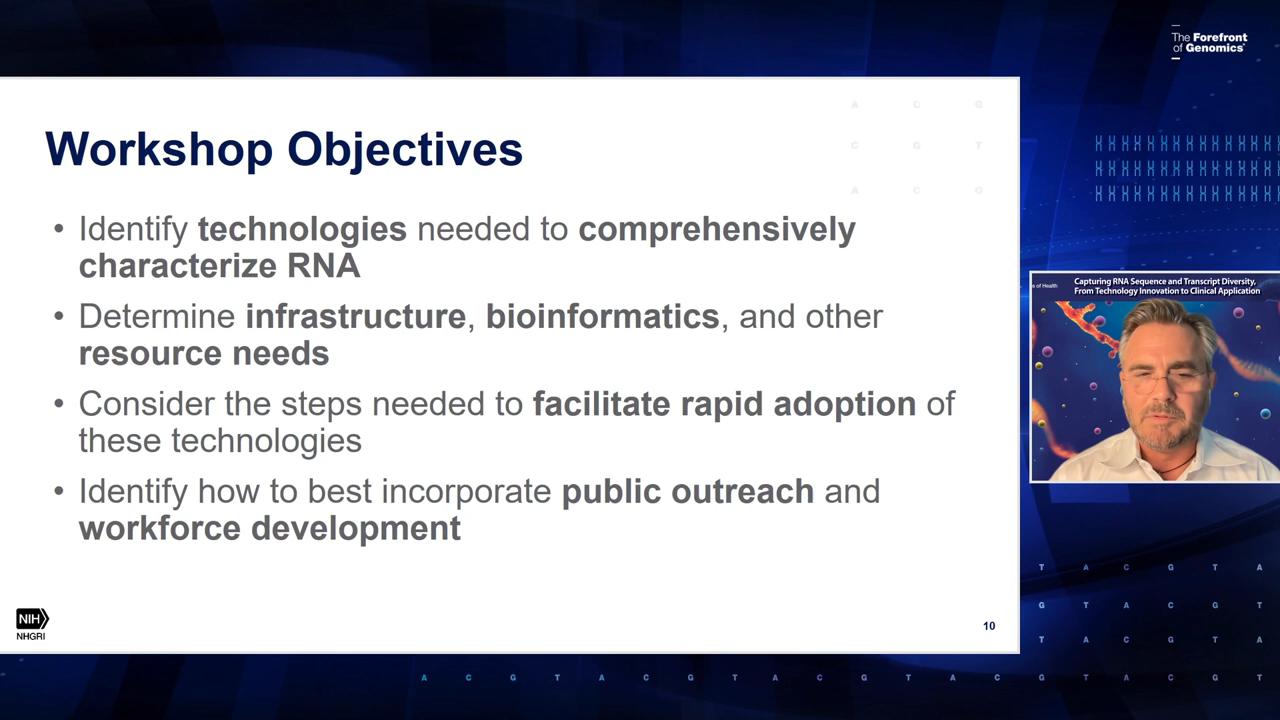 The Forefront
of Genomics®
A C G
C G T
A C G
Workshop Objectives
• Identify technologies needed to comprehensively
characterize RNA
• Determine infrastructure, bioinformatics, and other
resource needs
• Consider the steps needed to facilitate rapid adoption of
these technologies
• Identify how to best incorporate public outreach and
workforce development
NIH
NHGRI
10
s of Health
Capturing RNA Sequence and Transcript Diversity,
From Technology Innovation to Clinical Application
T A C G T A
G T A C G T
T A C G T A
A C G T A C G T A C G T A C G T A C G T